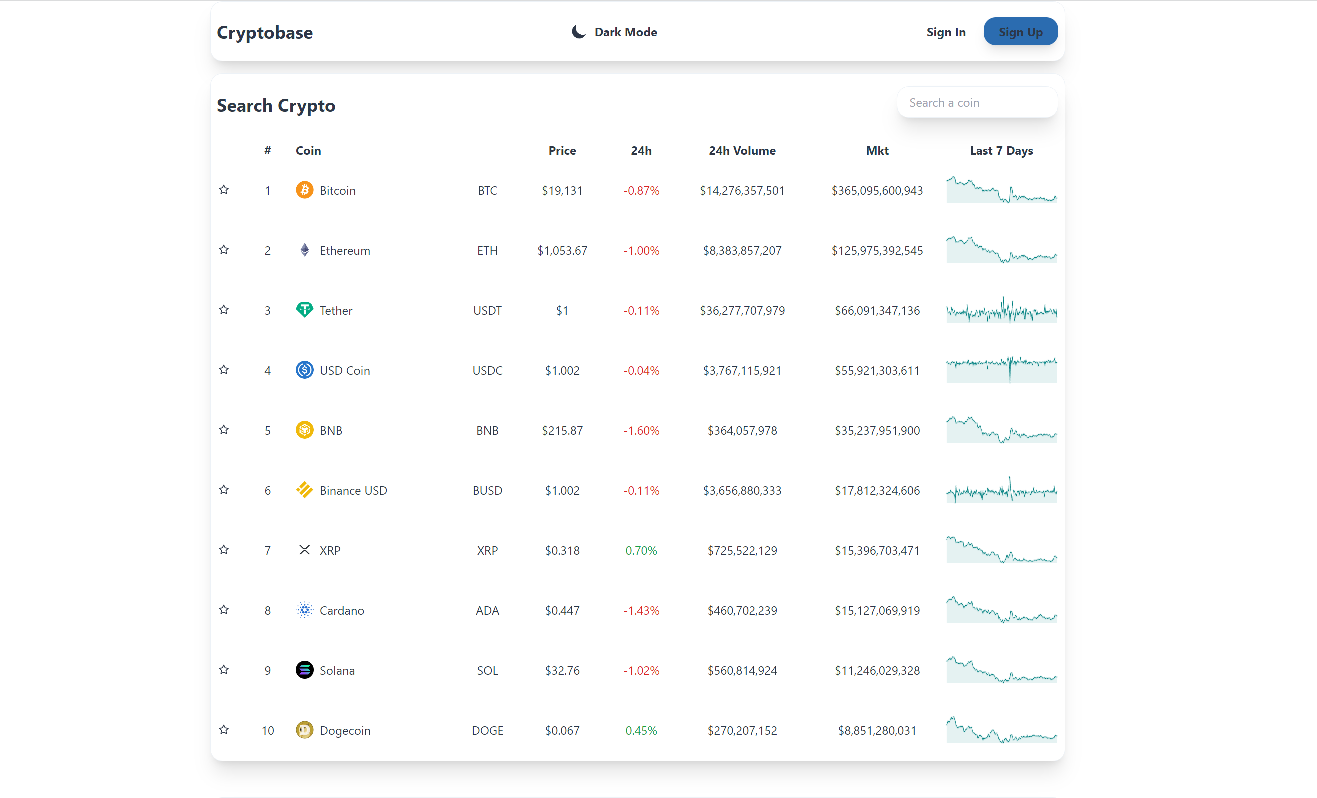 Cryptobase Dark Mode Sign In Sign Up
Search Crypto Search a coin
# Coin Price 24h 24h Volume Mkt Last 7 Days
1 Bitcoin BTC $19,131 -0.87% $14,276,357,501 $365,095,600,943
2 Ethereum ETH $1,053.67 -1.00% $8,383,857,207 $125,975,392,545
3 Tether USDT $1 -0.11% $36,277,707,979 $66,091,347,136
4 USD Coin USDC $1.002 -0.04% $3,767,115,921 $55,921,303,611
5 BNB BNB $215.87 -1.60% $364,057,978 $35,237,951,900
6 Binance USD BUSD $1.002 -0.11% $3,656,880,333 $17,812,324,606
7 XRP XRP $0.318 0.70% $725,522,129 $15,396,703,471
8 Cardano ADA $0.447 -1.43% $460,702,239 $15,127,069,919
9 Solana SOL $32.76 -1.02% $560,814,924 $11,246,029,328
10 Dogecoin DOGE $0.067 0.45% $270,207,152 $8,851,280,031